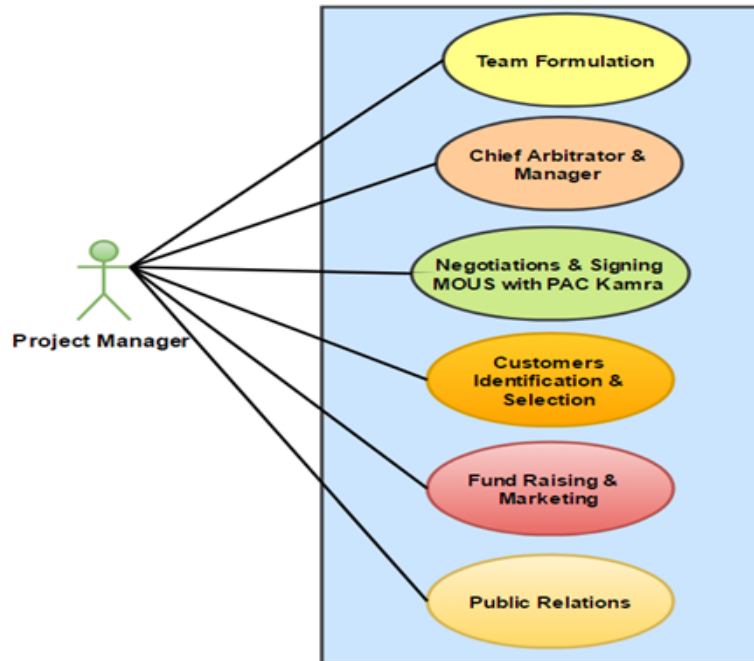 Team Formulation
Chief Arbitrator &
Manager
Negotiations & Signing
MOUS with PAC Kamra
Project Manager
Customers
Identification &
Selection
Fund Raising &
Marketing
Public Relations